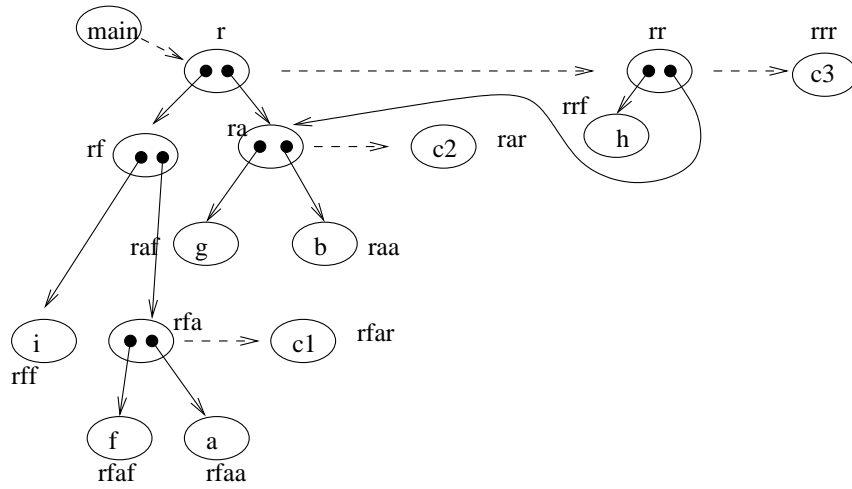 r rr rrr
main
c3
rrf
ra
rf c2 rar h
raf g b raa
rfa
i c1 rfar
rff
f a
rfaf rfaa